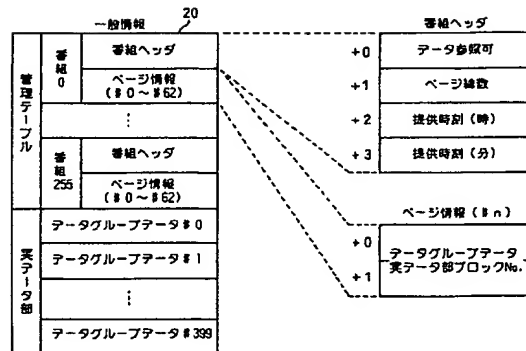 一般情報
20
管理テーブル
番組0
番組ヘッダ
ページ情報
(#0～#62)
⋮
番組255
番組ヘッダ
ページ情報
(#0～#62)
実データ部
データグループデータ#0
データグループデータ#1
⋮
データグループデータ#399
番組ヘッダ
+0 データ参照可
+1 ページ総数
+2 提供時刻(時)
+3 提供時刻(分)
ページ情報(#n)
+0
データグループデータ
実データ部ブロックNo.
+1